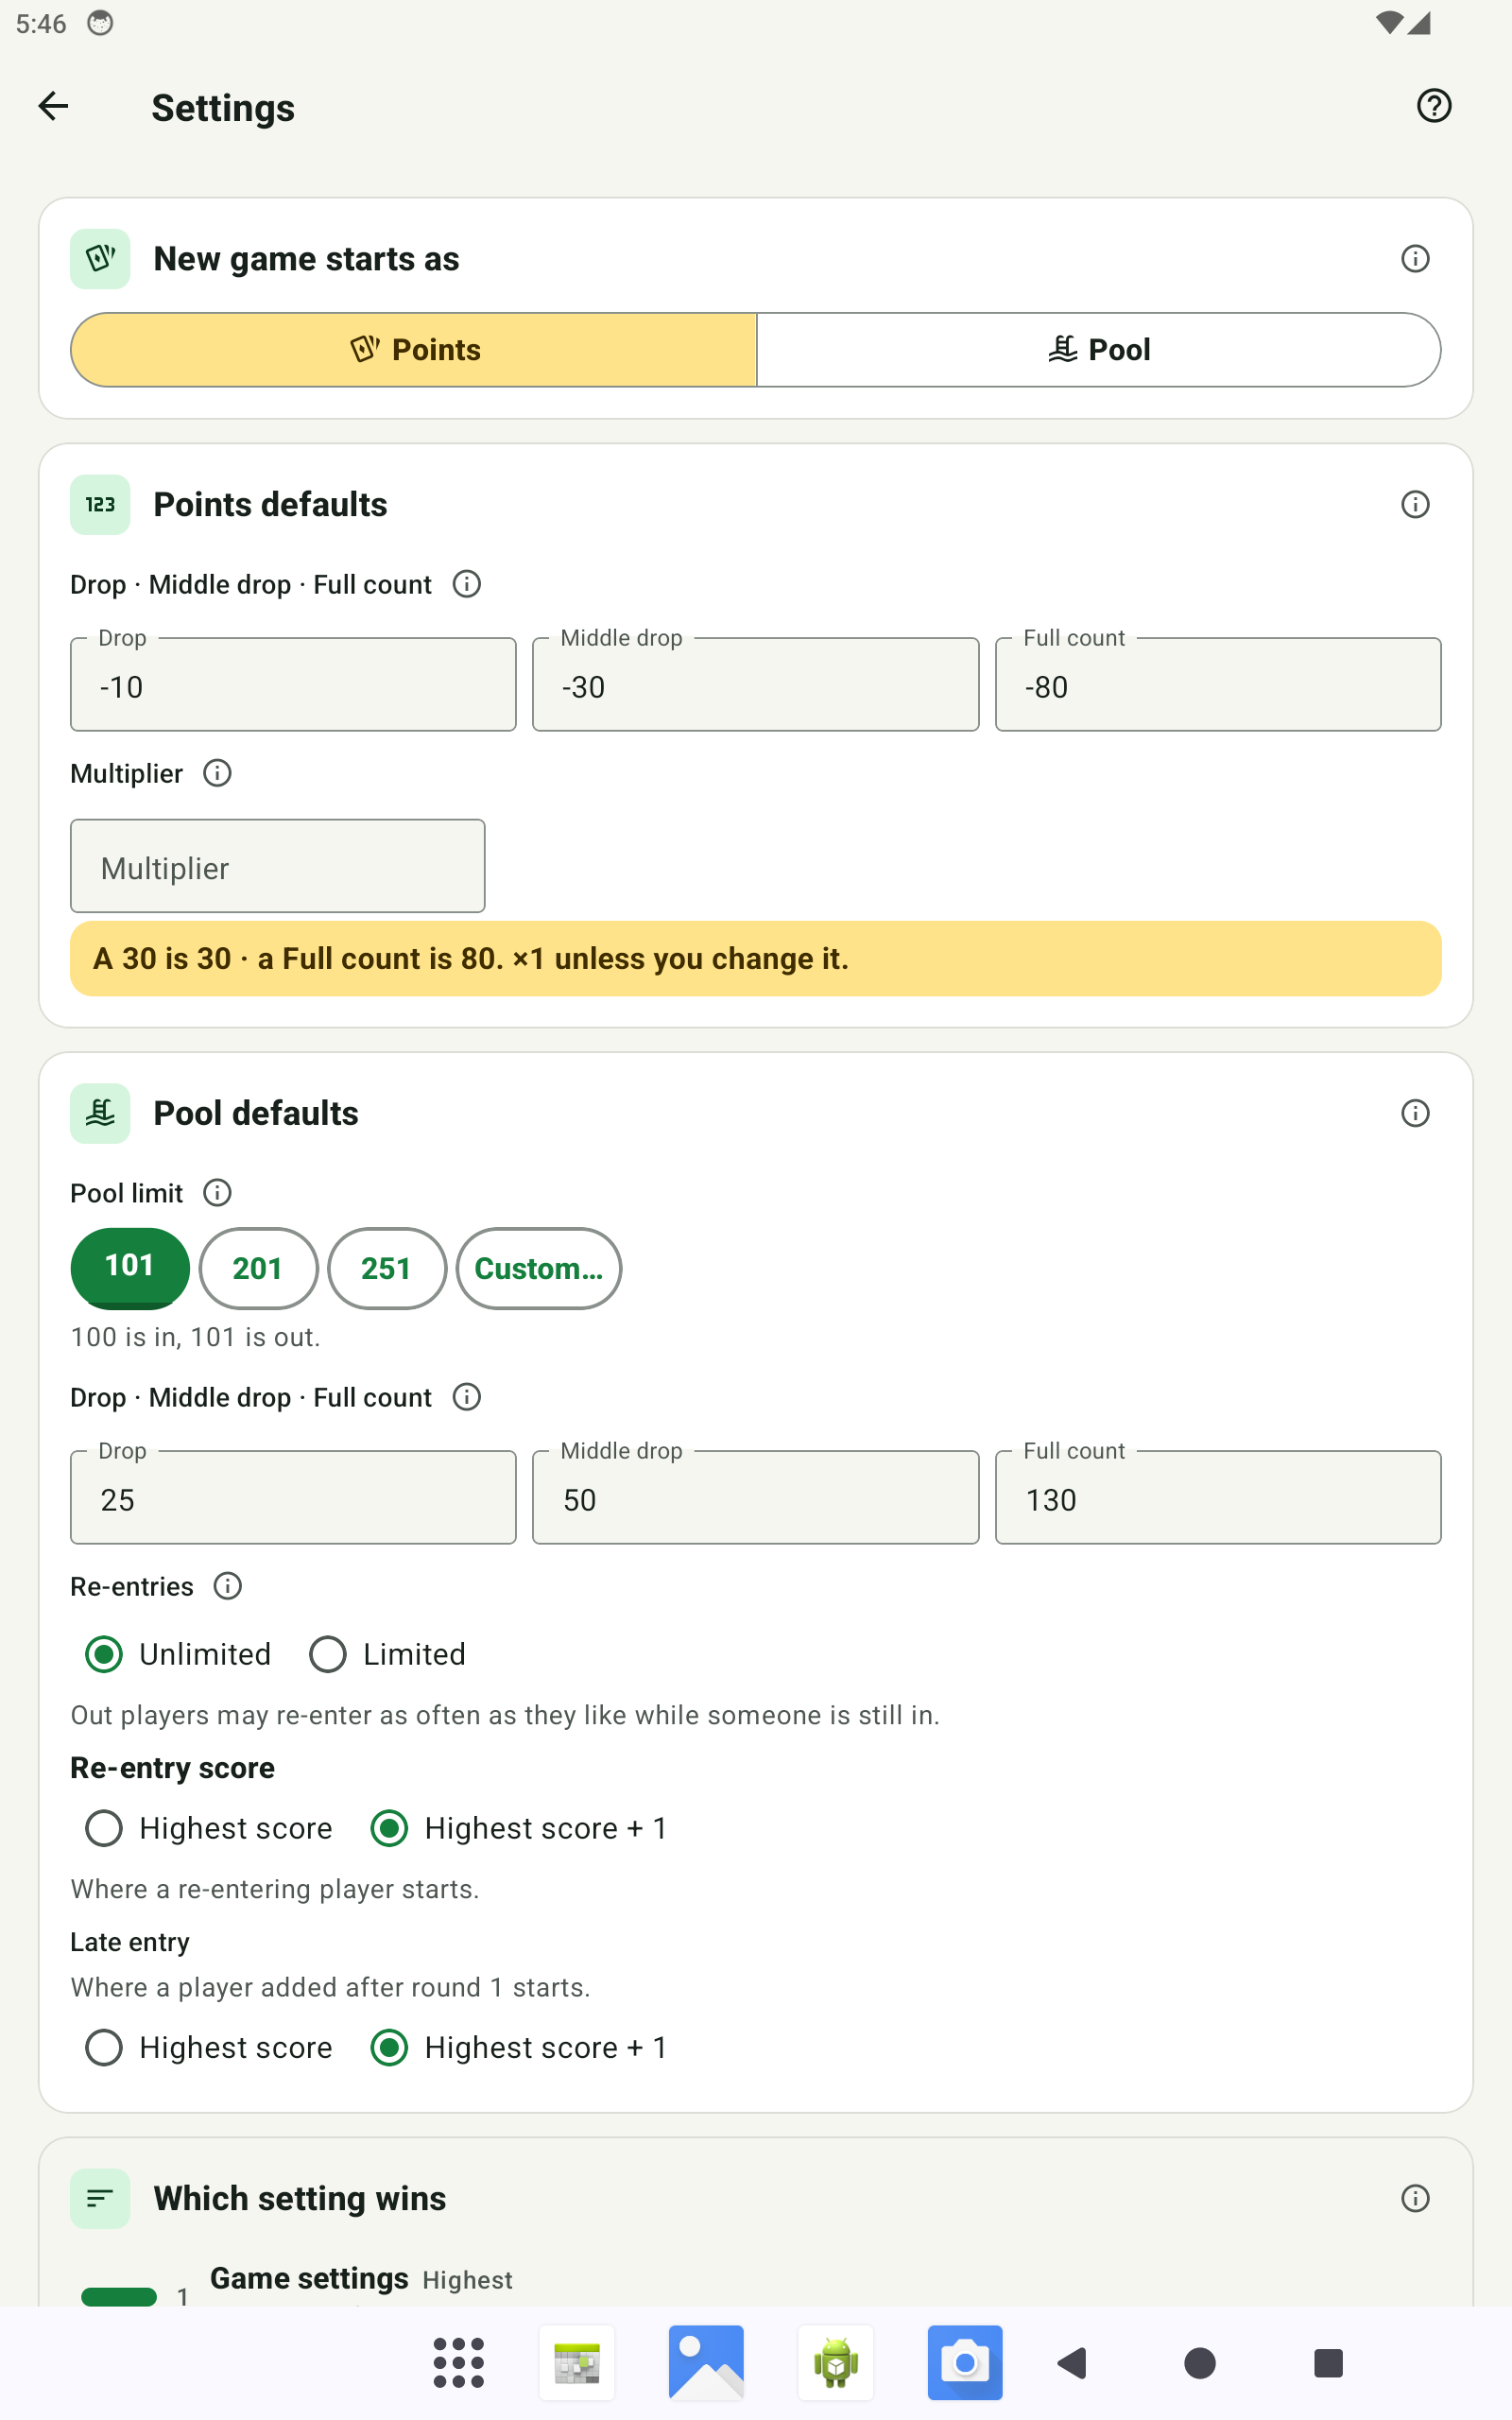 5:46
Settings
New game starts as
Points
Pool
123
Points defaults
Drop · Middle drop · Full count
Drop
Middle drop
Full count
-10
-30
-80
Multiplier
Multiplier
A 30 is 30 · a Full count is 80. ×1 unless you change it.
Pool defaults
Pool limit
101
201
251
Custom…
100 is in, 101 is out.
Drop · Middle drop · Full count
Drop
Middle drop
Full count
25
50
130
Re-entries
Unlimited
Limited
Out players may re-enter as often as they like while someone is still in.
Re-entry score
Highest score
Highest score + 1
Where a re-entering player starts.
Late entry
Where a player added after round 1 starts.
Highest score
Highest score + 1
Which setting wins
1
Game settings Highest